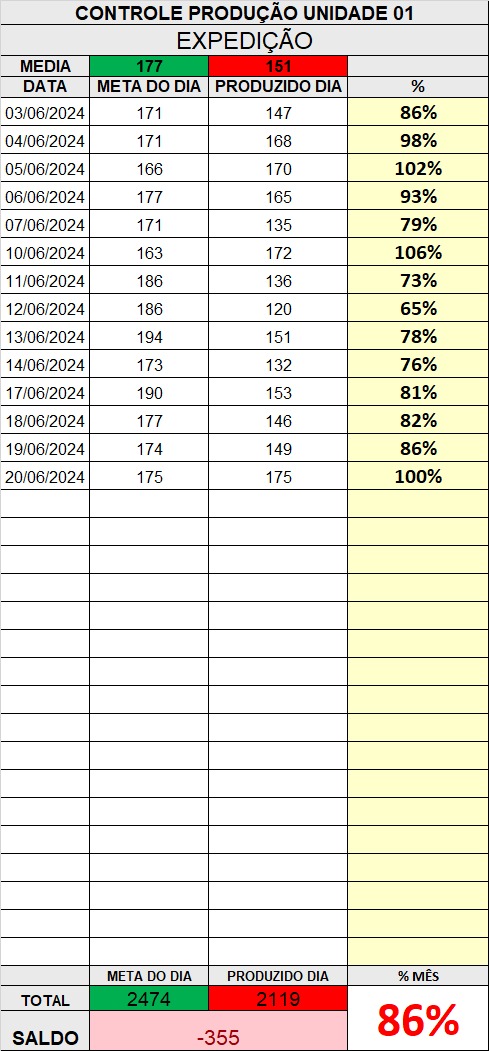 CONTROLE PRODUÇÃO UNIDADE 01
EXPEDIÇÃO
MEDIA 177 151
DATA META DO DIA PRODUZIDO DIA %
03/06/2024 171 147 86%
04/06/2024 171 168 98%
05/06/2024 166 170 102%
06/06/2024 177 165 93%
07/06/2024 171 135 79%
10/06/2024 163 172 106%
11/06/2024 186 136 73%
12/06/2024 186 120 65%
13/06/2024 194 151 78%
14/06/2024 173 132 76%
17/06/2024 190 153 81%
18/06/2024 177 146 82%
19/06/2024 174 149 86%
20/06/2024 175 175 100%
META DO DIA PRODUZIDO DIA % MÊS
TOTAL 2474 2119 86%
SALDO -355